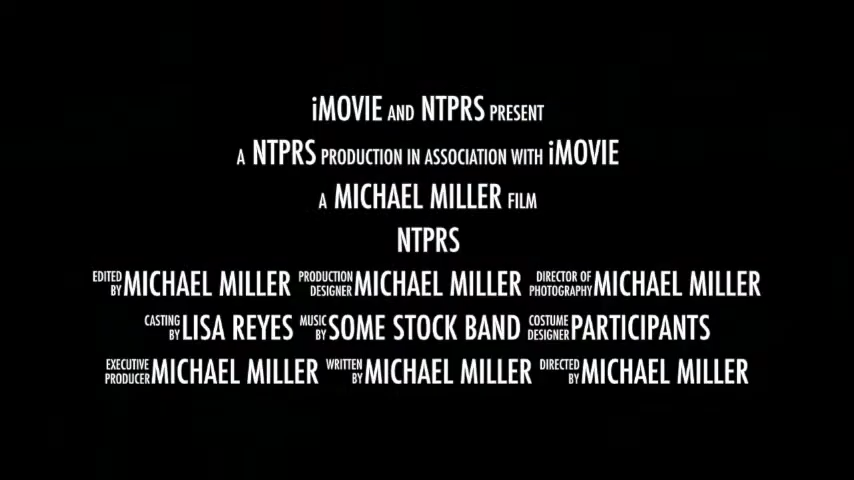 iMOVIE AND NTPRS PRESENT
A NTPRS PRODUCTION IN ASSOCIATION WITH iMOVIE
A MICHAEL MILLER FILM
NTPRS
EDITED BY MICHAEL MILLER PRODUCTION DESIGNER MICHAEL MILLER DIRECTOR OF PHOTOGRAPHY MICHAEL MILLER
CASTING BY LISA REYES MUSIC BY SOME STOCK BAND COSTUME DESIGNER PARTICIPANTS
EXECUTIVE PRODUCER MICHAEL MILLER WRITTEN BY MICHAEL MILLER DIRECTED BY MICHAEL MILLER